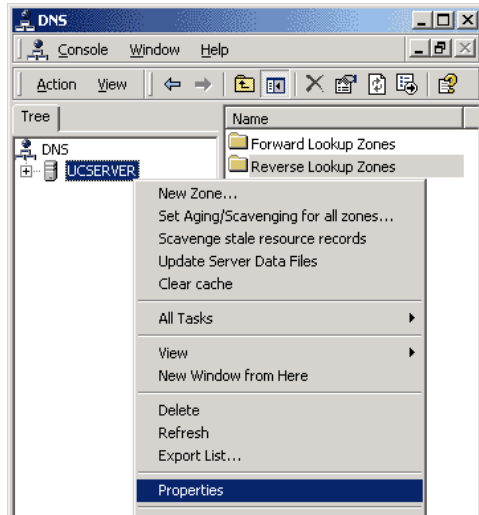 DNS
Console Window Help
Action View
Tree
Name
DNS
UCSERVER
Forward Lookup Zones
Reverse Lookup Zones
New Zone...
Set Aging/Scavenging for all zones...
Scavenge stale resource records
Update Server Data Files
Clear cache
All Tasks
View
New Window from Here
Delete
Refresh
Export List...
Properties